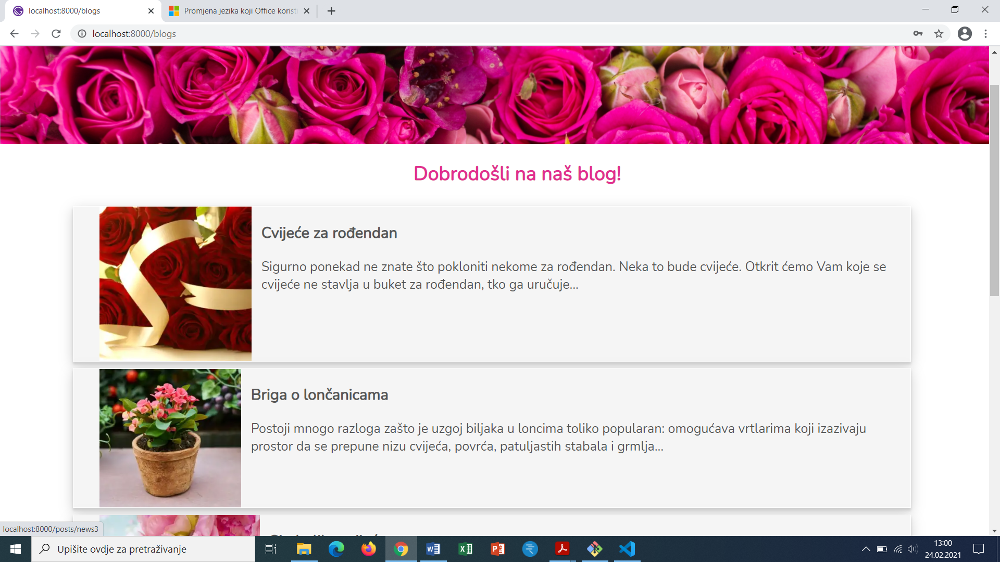 localhost:8000/blogs
Promjena jezika koji Office koristi
localhost:8000/blogs
Dobrodošli na naš blog!
Cvijeće za rođendan
Sigurno ponekad ne znate što pokloniti nekome za rođendan. Neka to bude cvijeće. Otkrit ćemo Vam koje se
cvijeće ne stavlja u buket za rođendan, tko ga uručuje...
Briga o lončanicama
Postoji mnogo razloga zašto je uzgoj biljaka u loncima toliko popularan: omogućava vrtlarima koji izazivaju
prostor da se prepune nizu cvijeća, povrća, patuljastih stabala i grmlja...
localhost:8000/posts/news3
Upišite ovdje za pretraživanje
13:00
24.02.2021